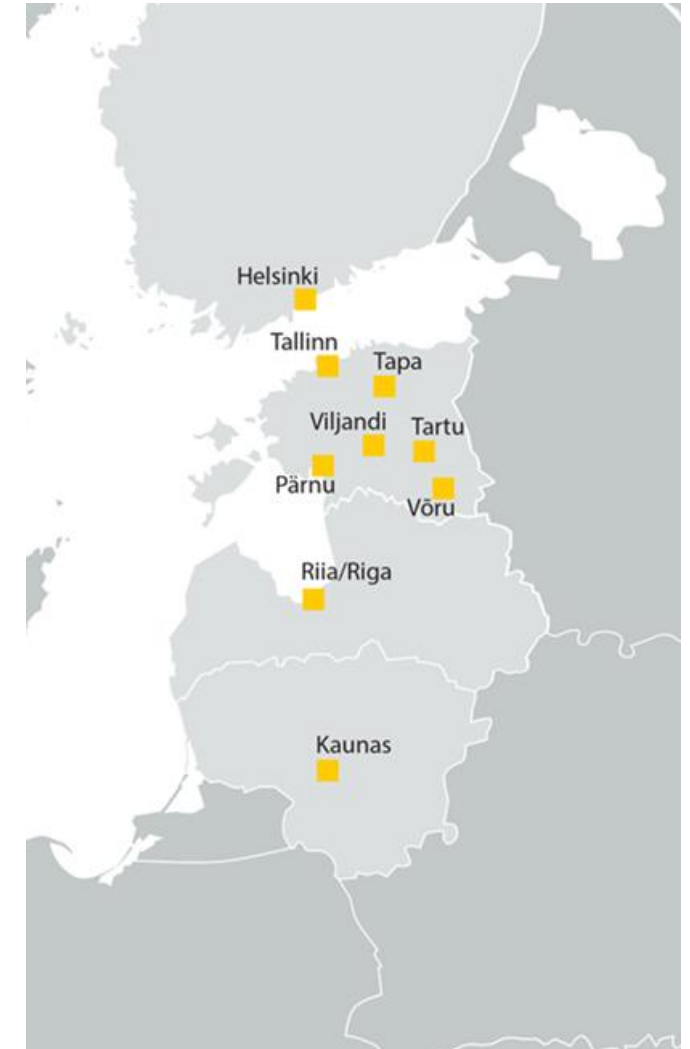 Helsinki
Tallinn
Tapa
Viljandi
Tartu
Pärnu
Võru
Riia/Riga
Kaunas